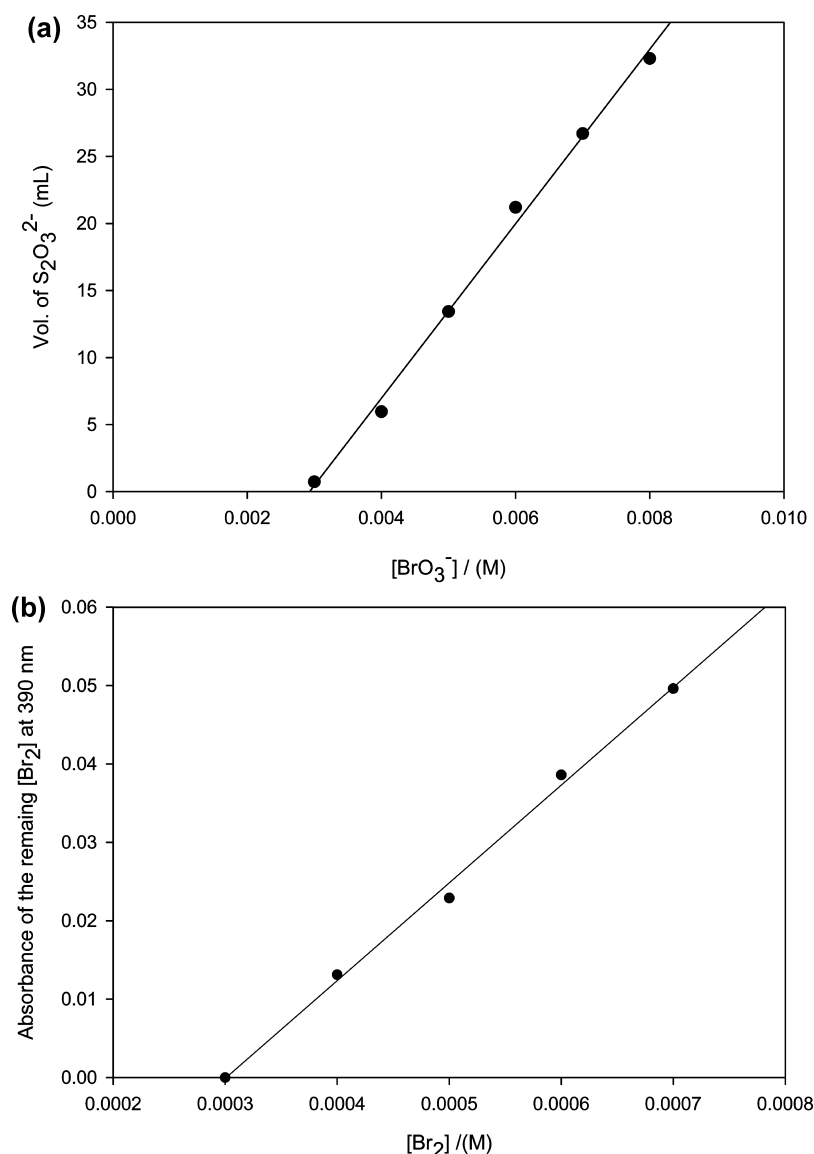 (a)
35
30
25
20
15
10
5
0
Vol. of S₂O₃²⁻ (mL)
0.000 0.002 0.004 0.006 0.008 0.010
[BrO₃⁻] / (M)
(b)
0.06
0.05
0.04
0.03
0.02
0.01
0.00
Absorbance of the remaing [Br₂] at 390 nm
0.0002 0.0003 0.0004 0.0005 0.0006 0.0007 0.0008
[Br₂] /(M)